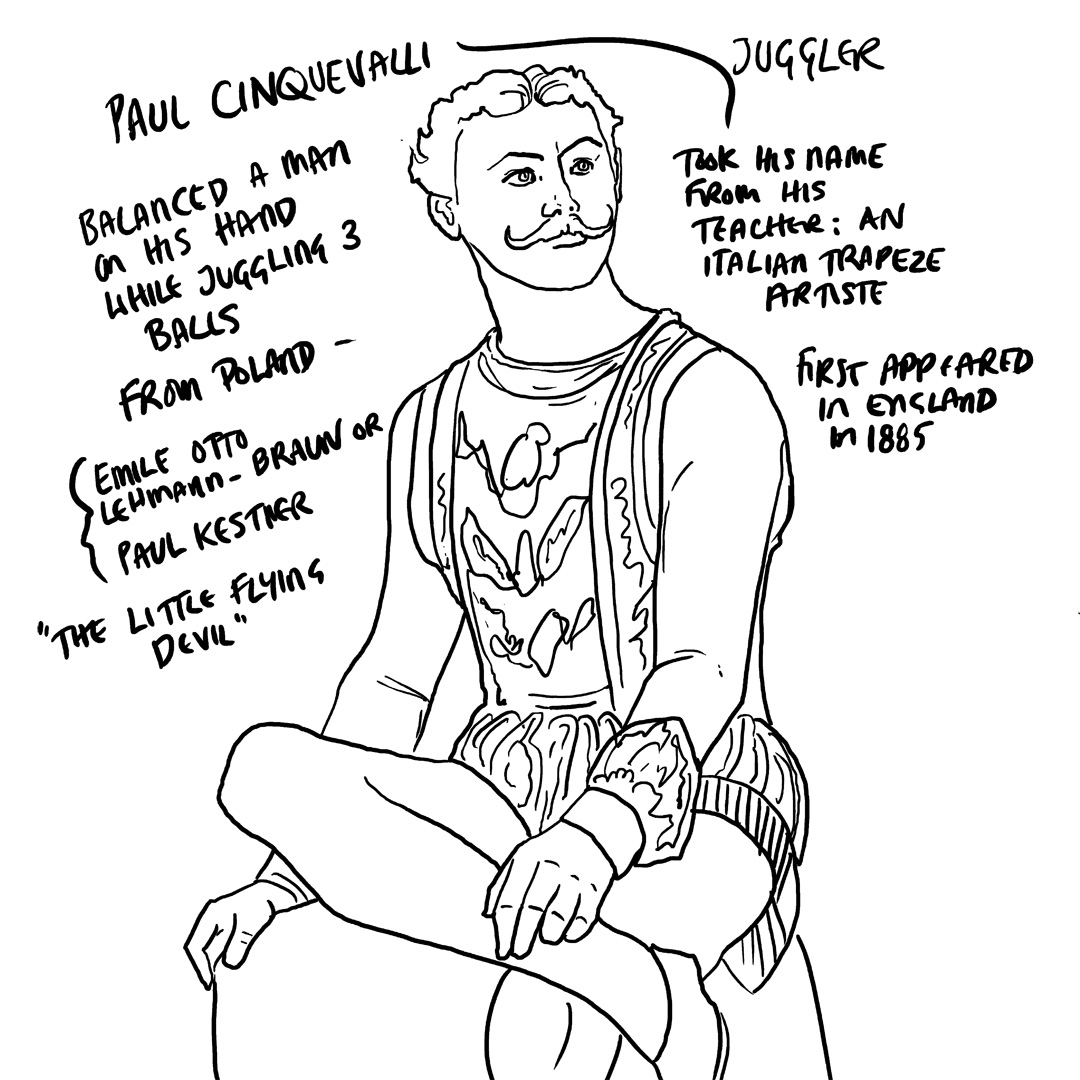 PAUL CINQUEVALLI
JUGGLER
BALANCED A MAN
ON HIS HAND
WHILE JUGGLING 3
BALLS
FROM POLAND -
EMILE OTTO
LEHMANN-BRAUN OR
PAUL KESTNER
"THE LITTLE FLYING
DEVIL"
TOOK HIS NAME
FROM HIS
TEACHER: AN
ITALIAN TRAPEZE
ARTISTE
FIRST APPEARED
IN ENGLAND
IN 1885